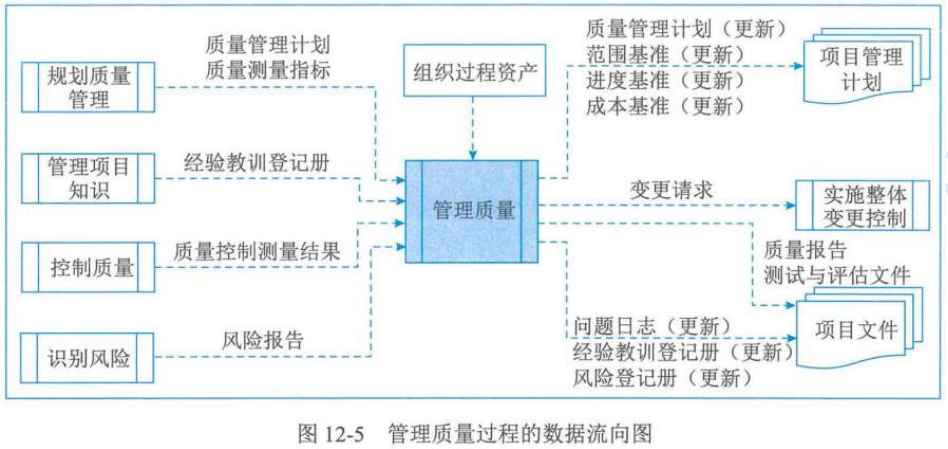 规划质量
管理
质量管理计划
质量测量指标
组织过程资产
质量管理计划（更新）
范围基准（更新）
进度基准（更新）
成本基准（更新）
项目管理
计划
管理项目
知识
经验教训登记册
管理质量
变更请求
实施整体
变更控制
控制质量
质量控制测量结果
质量报告
测试与评估文件
识别风险
风险报告
问题日志（更新）
经验教训登记册（更新）
风险登记册（更新）
项目文件
图 12-5 管理质量过程的数据流向图